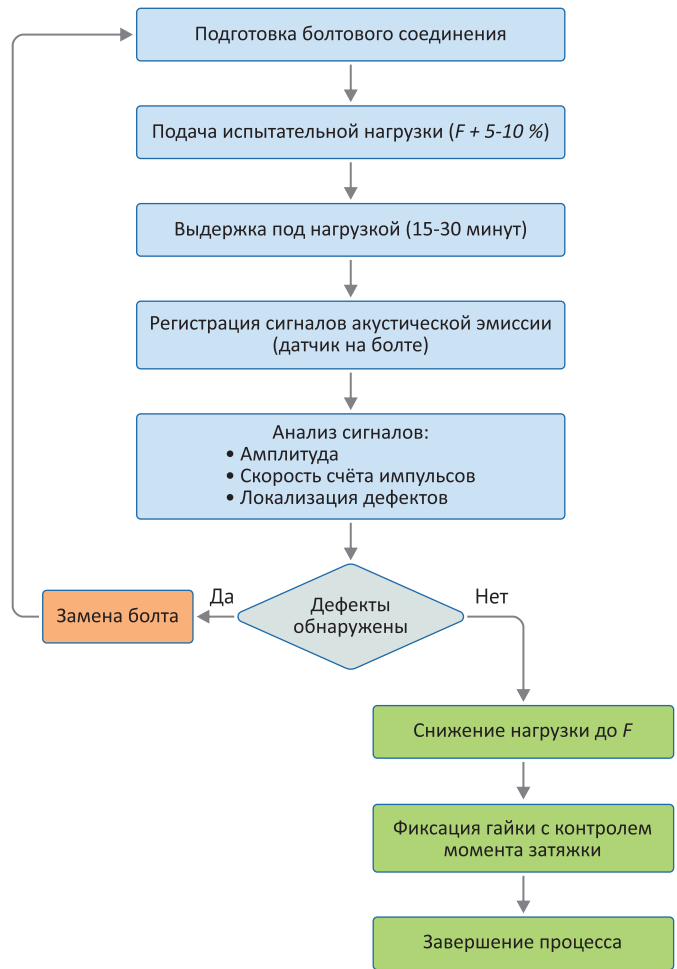 Подготовка болтового соединения
Подача испытательной нагрузки (F + 5-10 %)
Выдержка под нагрузкой (15-30 минут)
Регистрация сигналов акустической эмиссии
(датчик на болте)
Анализ сигналов:
• Амплитуда
• Скорость счёта импульсов
• Локализация дефектов
Дефекты
обнаружены
Да
Замена болта
Нет
Снижение нагрузки до F
Фиксация гайки с контролем
момента затяжки
Завершение процесса